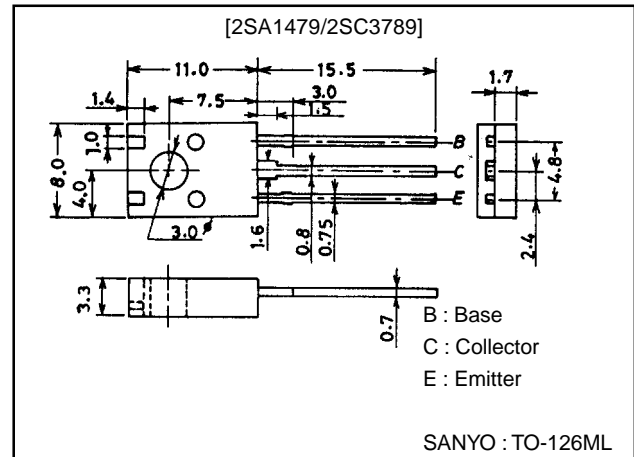 [2SA1479/2SC3789]
11.0
15.5
1.7
1.4
7.5
3.0
1.5
1.0
8.0
4.0
B
C
E
4.8
2.4
3.0 ø
1.6
0.8
0.75
3.3
0.7
B : Base
C : Collector
E : Emitter
SANYO : TO-126ML